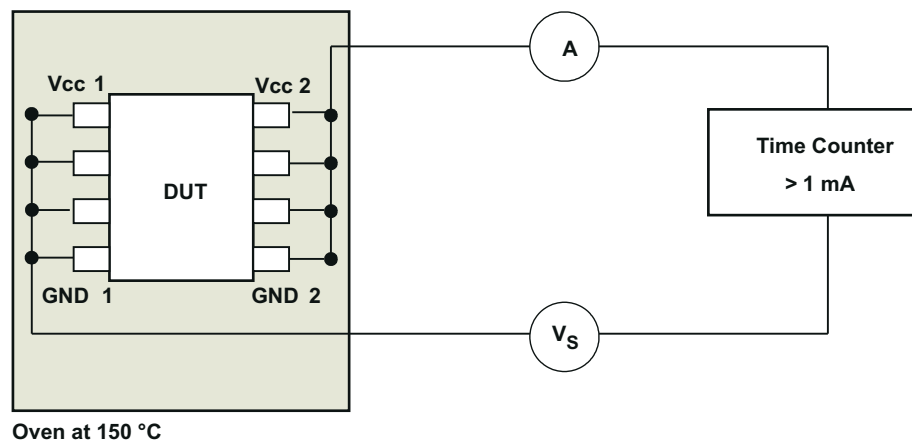 A
Vcc 1
Vcc 2
Time Counter
> 1 mA
DUT
GND 1
GND 2
VS
Oven at 150 °C